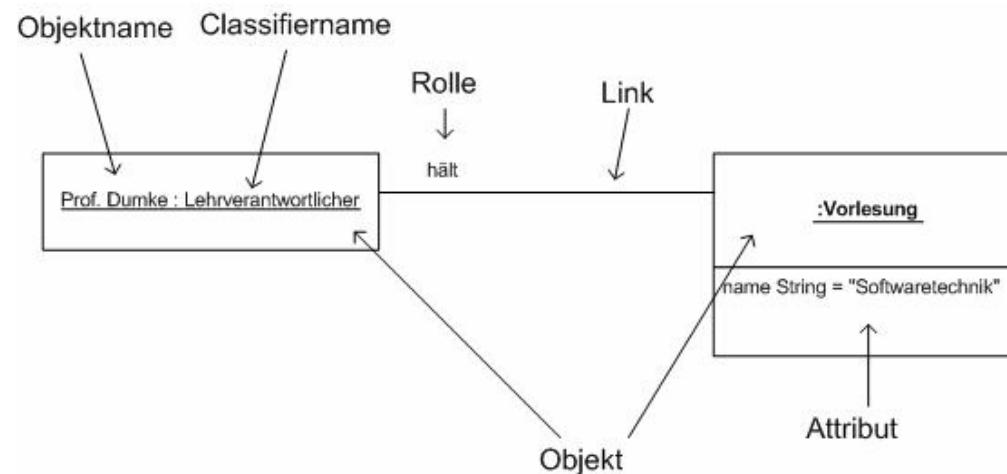 Objektname
Classifiername
Rolle
Link
hält
Prof. Dumke : Lehrverantwortlicher
:Vorlesung
name String = "Softwaretechnik"
Attribut
Objekt